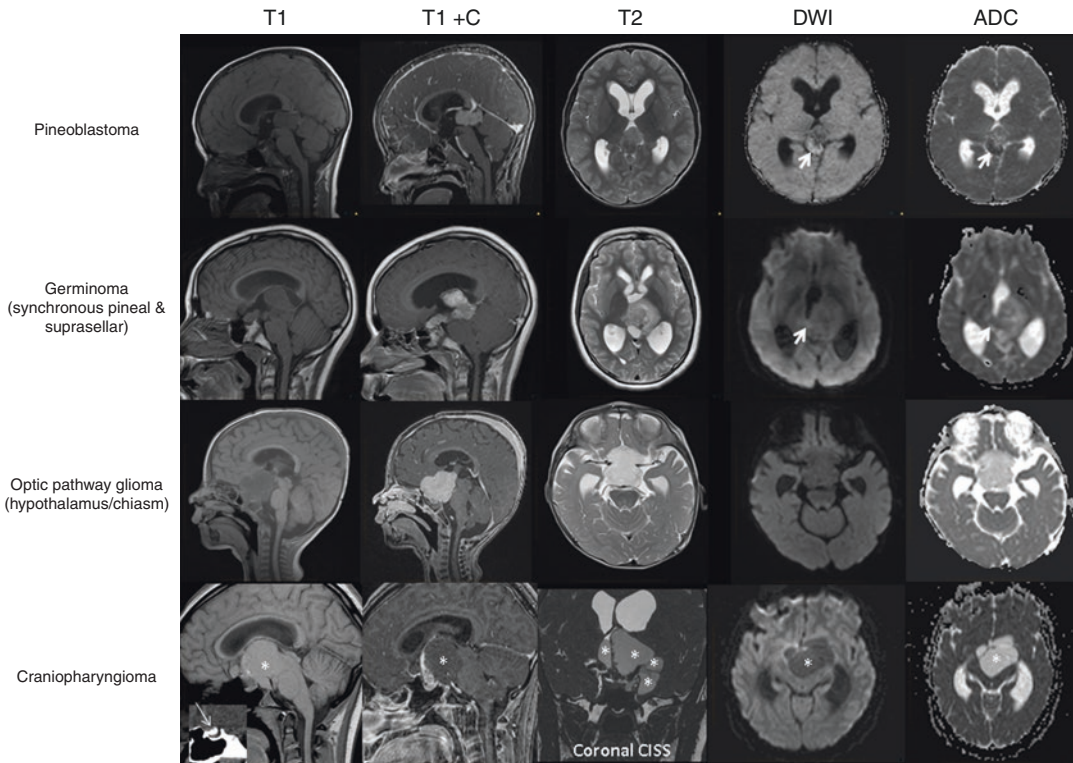 T1
T1 +C
T2
DWI
ADC
Pineoblastoma
Germinoma
(synchronous pineal &
suprasellar)
Optic pathway glioma
(hypothalamus/chiasm)
Craniopharyngioma
*
*
*
*
*
*
*
*
Coronal CISS